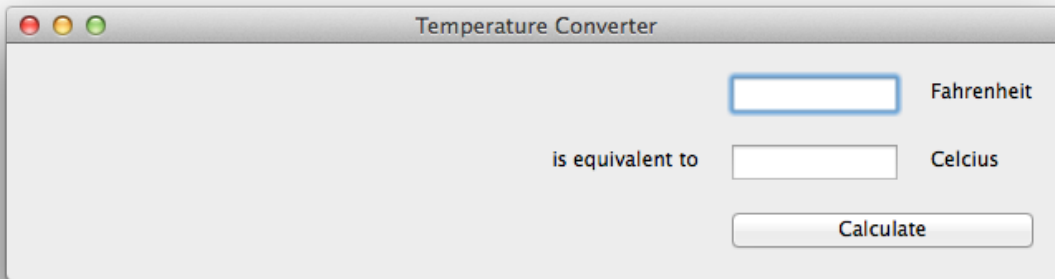 Temperature Converter
Fahrenheit
is equivalent to Celcius
Calculate